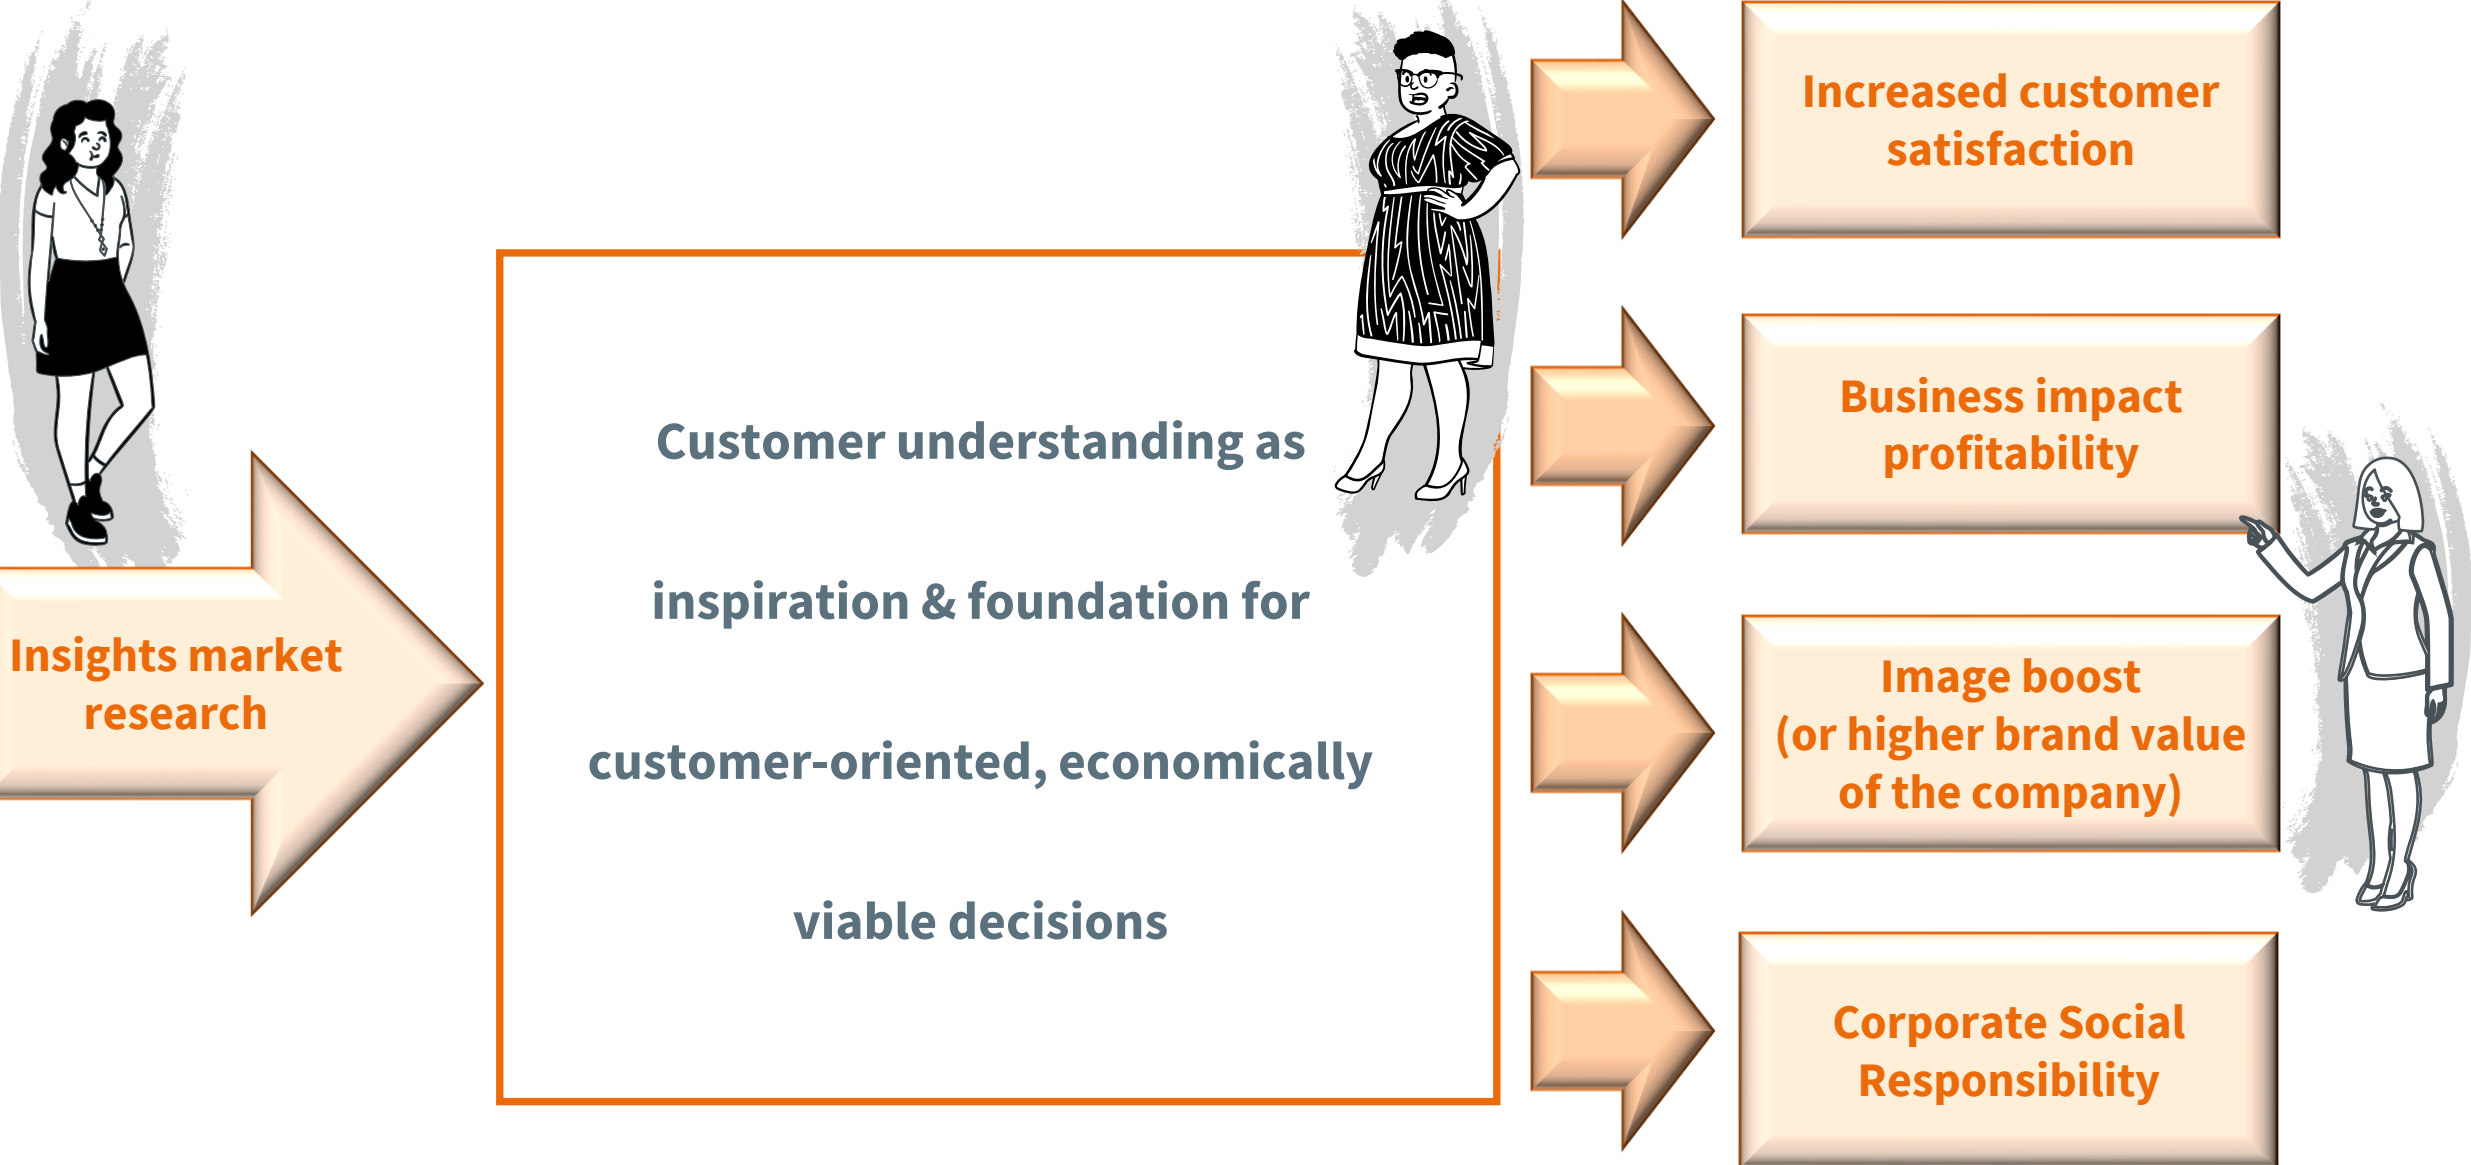 Insights market
research
Customer understanding as
inspiration & foundation for
customer-oriented, economically
viable decisions
Increased customer
satisfaction
Business impact
profitability
Image boost
(or higher brand value
of the company)
Corporate Social
Responsibility